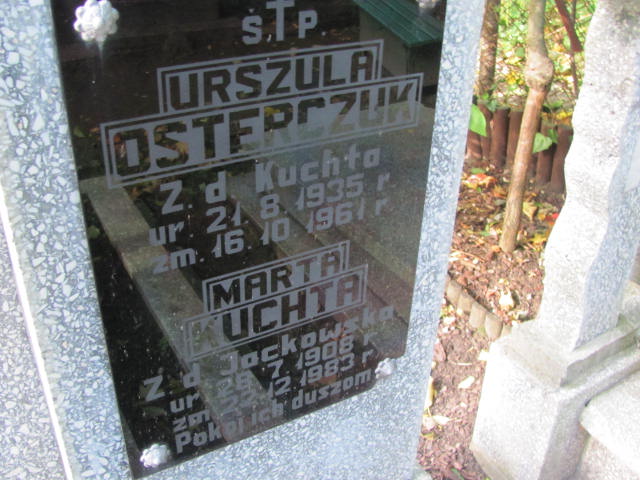 Ś.†P
URSZULA
OSTERCZUK
Z. d Kuchta
ur. 21 8. 1935 r
zm. 16. 10 1961 r
MARTA
KUCHTA
Z d Jackowska
ur. 28 7. 1908 r
zm. 22 12 1983 r
Pokój ich duszom